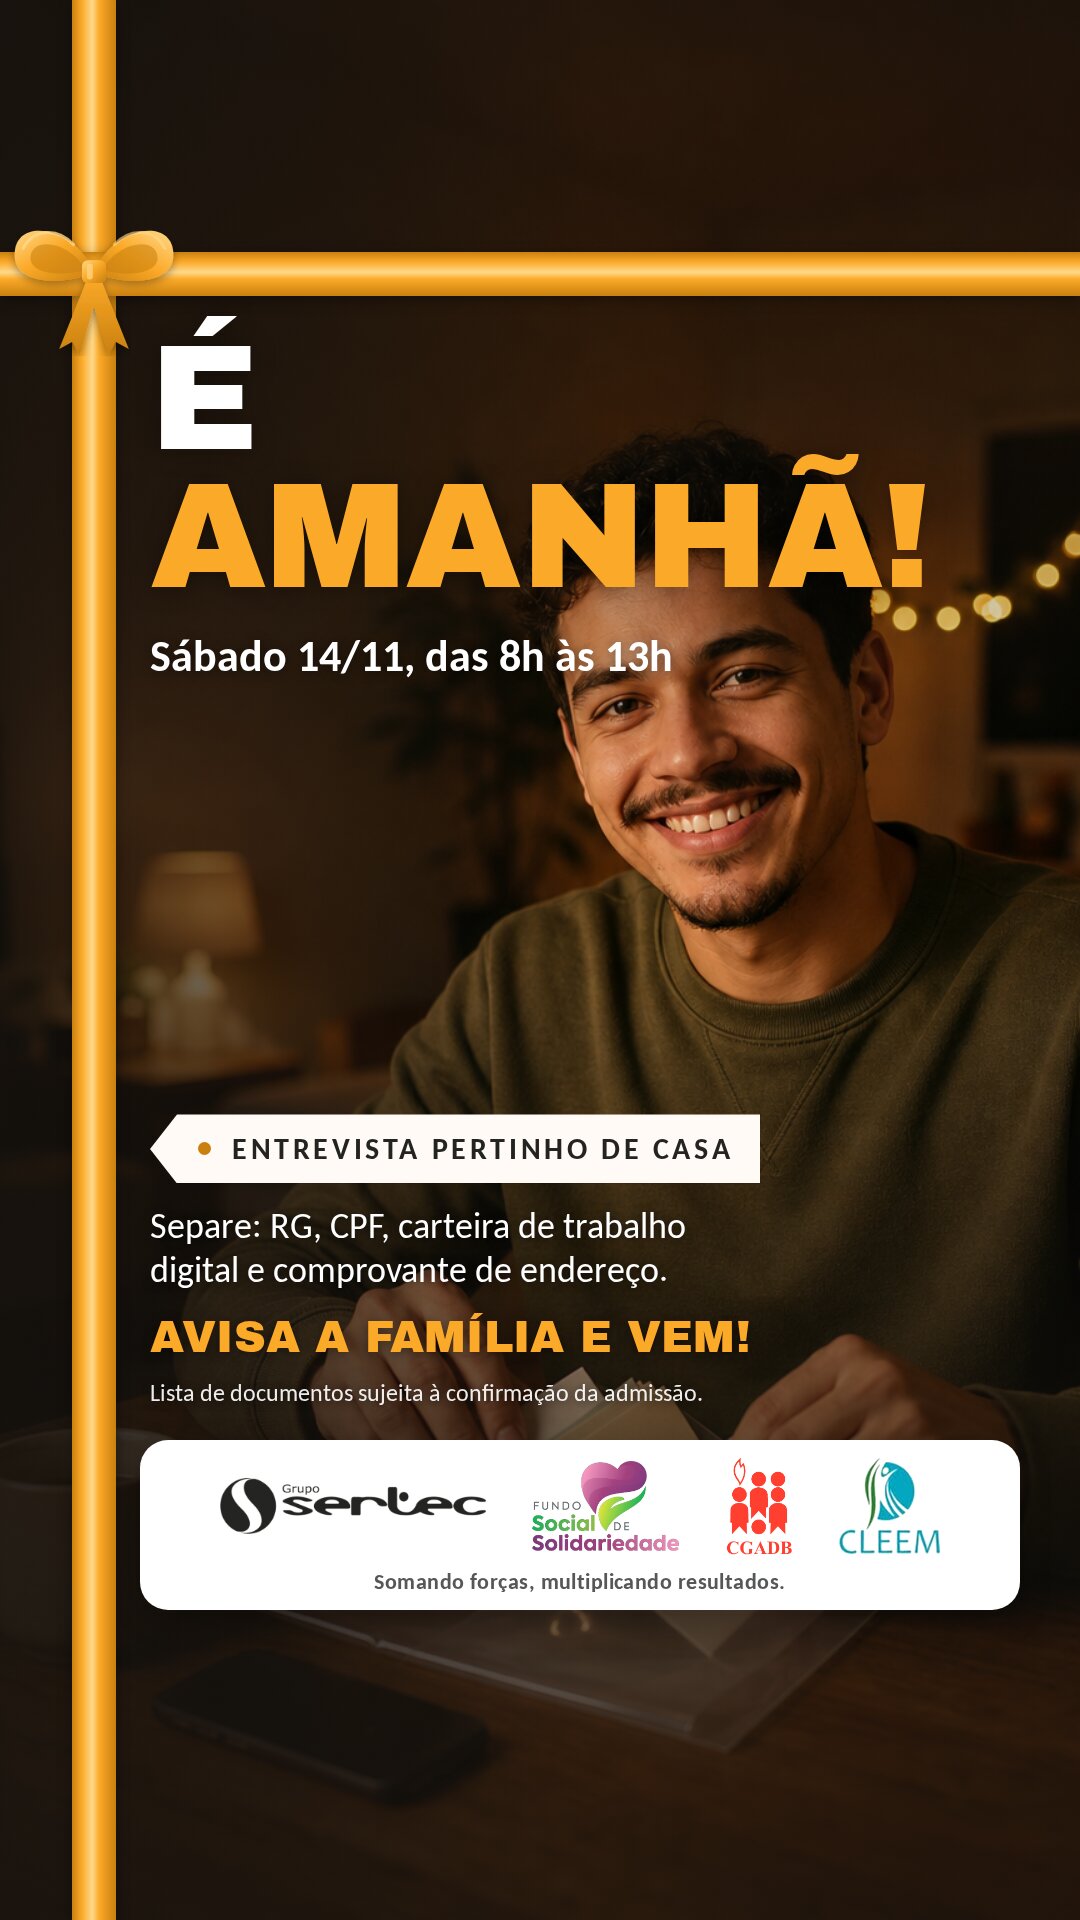 É
AMANHÃ!
Sábado 14/11, das 8h às 13h
ENTREVISTA PERTINHO DE CASA
Separe: RG, CPF, carteira de trabalho
digital e comprovante de endereço.
AVISA A FAMÍLIA E VEM!
Lista de documentos sujeita à confirmação da admissão.
Grupo
sertec
FUNDO
Social DE
Solidariedade
CGADB
CLEEM
Somando forças, multiplicando resultados.